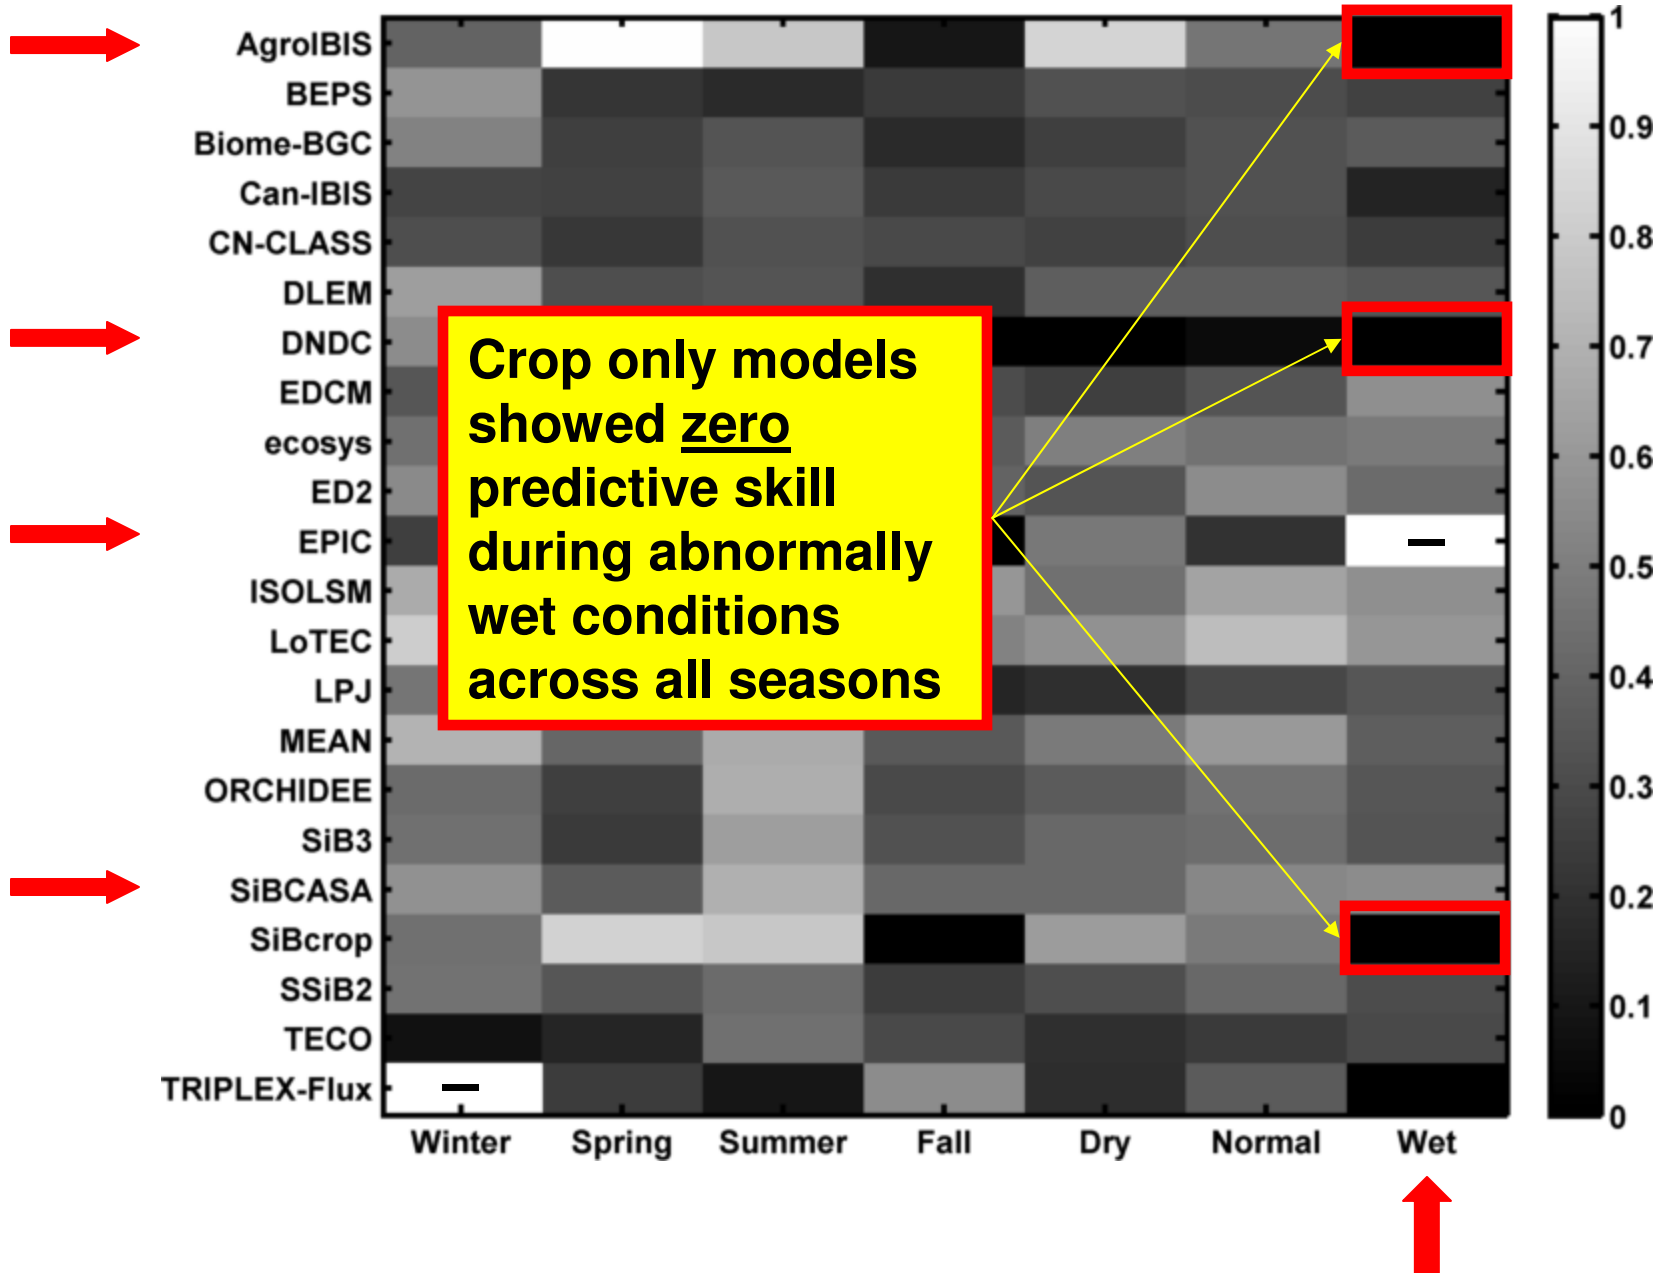 AgroIBIS
BEPS
Biome-BGC
Can-IBIS
CN-CLASS
DLEM
DNDC
EDCM
ecosys
ED2
EPIC
ISOLSM
LoTEC
LPJ
MEAN
ORCHIDEE
SiB3
SiBCASA
SiBcrop
SSiB2
TECO
TRIPLEX-Flux
Crop only models
showed zero
predictive skill
during abnormally
wet conditions
across all seasons
–
–
Winter Spring Summer Fall Dry Normal Wet
1
0.9
0.8
0.7
0.6
0.5
0.4
0.3
0.2
0.1
0